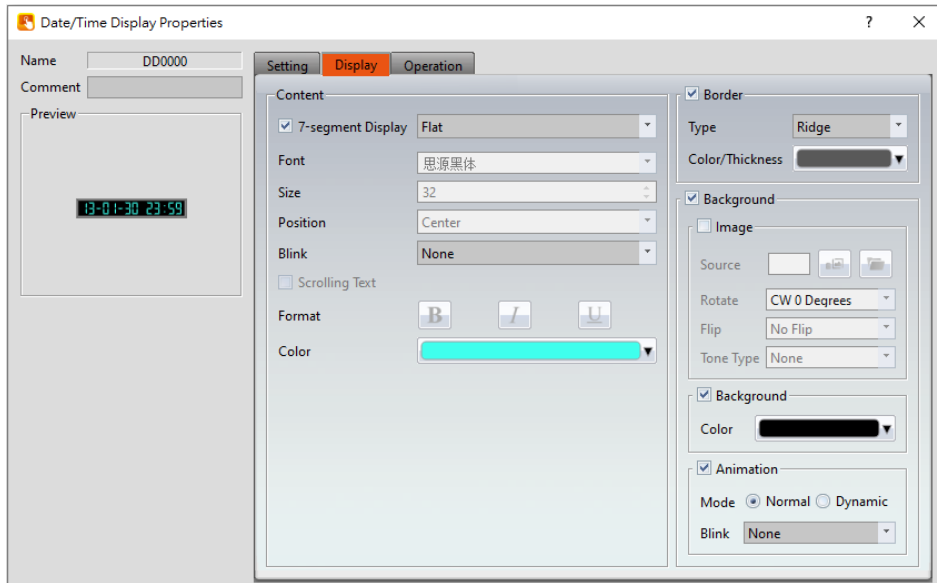 Date/Time Display Properties
Name DD0000
Comment
Preview
13-01-30 23:59
Setting Display Operation
Content
7-segment Display Flat
Font 思源黑体
Size 32
Position Center
Blink None
Scrolling Text
Format B I U
Color
Border
Type Ridge
Color/Thickness
Background
Image
Source
Rotate CW 0 Degrees
Flip No Flip
Tone Type None
Background
Color
Animation
Mode Normal Dynamic
Blink None